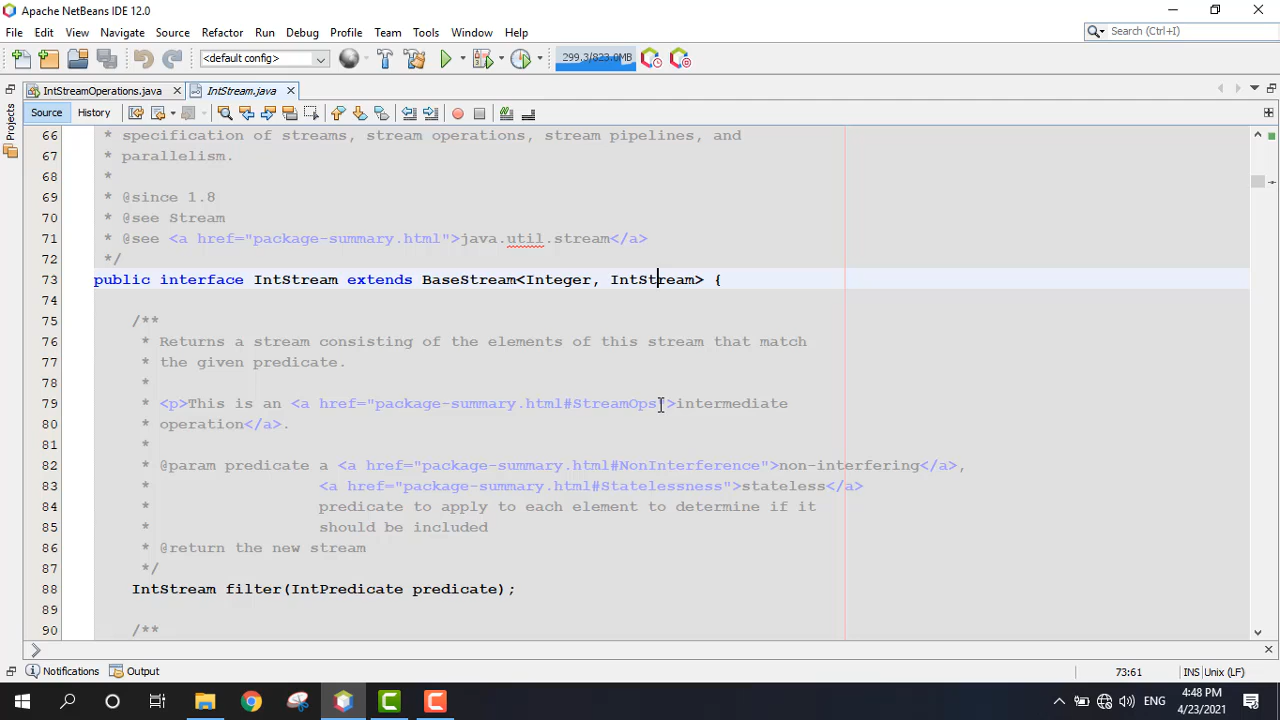 Apache NetBeans IDE 12.0
File Edit View Navigate Source Refactor Run Debug Profile Team Tools Window Help
Search (Ctrl+I)
<default config>
299.3/823.0MB
IntStreamOperations.java
IntStream.java
Source History
Projects
66 * specification of streams, stream operations, stream pipelines, and
67 * parallelism.
68 *
69 * @since 1.8
70 * @see Stream
71 * @see <a href="package-summary.html">java.util.stream</a>
72 */
73 public interface IntStream extends BaseStream<Integer, IntStream> {
74
75 /**
76 * Returns a stream consisting of the elements of this stream that match
77 * the given predicate.
78 *
79 * <p>This is an <a href="package-summary.html#StreamOps">intermediate
80 * operation</a>.
81 *
82 * @param predicate a <a href="package-summary.html#NonInterference">non-interfering</a>,
83 * <a href="package-summary.html#Statelessness">stateless</a>
84 * predicate to apply to each element to determine if it
85 * should be included
86 * @return the new stream
87 */
88 IntStream filter(IntPredicate predicate);
89
90 /**
Notifications Output
73:61 INS Unix (LF)
ENG
4:48 PM
4/23/2021